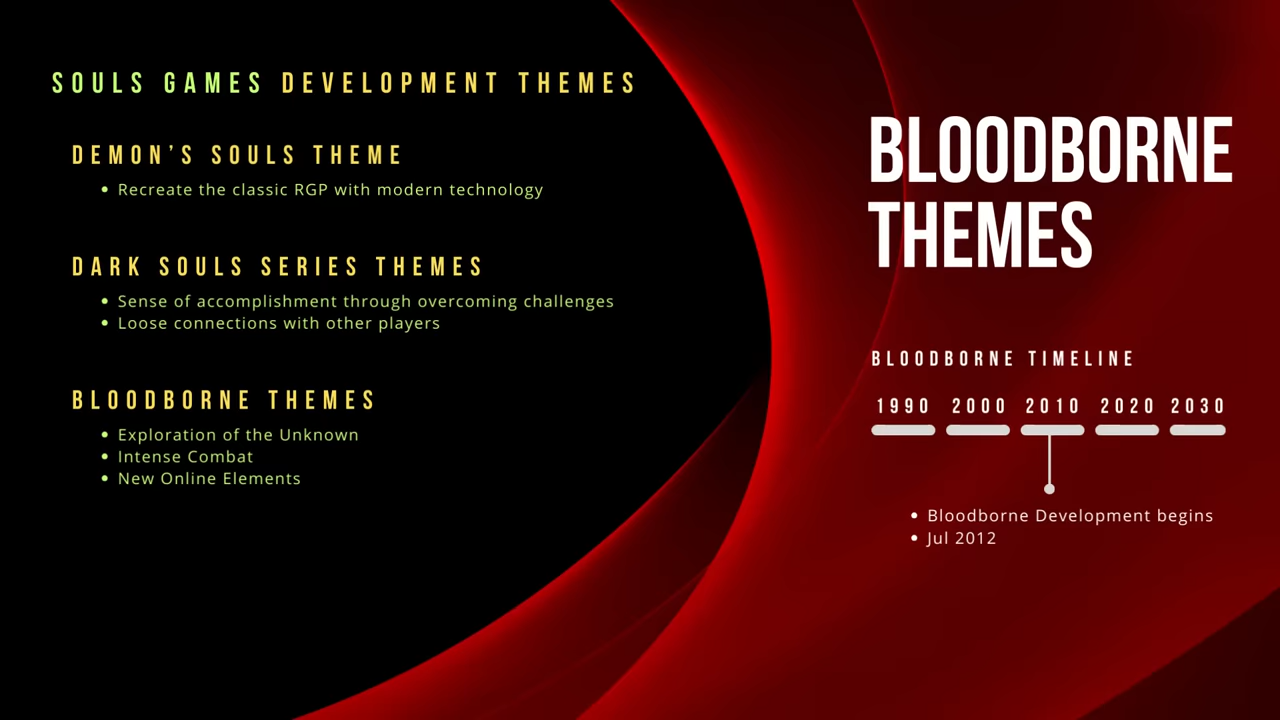 SOULS GAMES DEVELOPMENT THEMES
DEMON'S SOULS THEME
• Recreate the classic RGP with modern technology
DARK SOULS SERIES THEMES
• Sense of accomplishment through overcoming challenges
• Loose connections with other players
BLOODBORNE THEMES
• Exploration of the Unknown
• Intense Combat
• New Online Elements
BLOODBORNE
THEMES
BLOODBORNE TIMELINE
1990 2000 2010 2020 2030
• Bloodborne Development begins
• Jul 2012